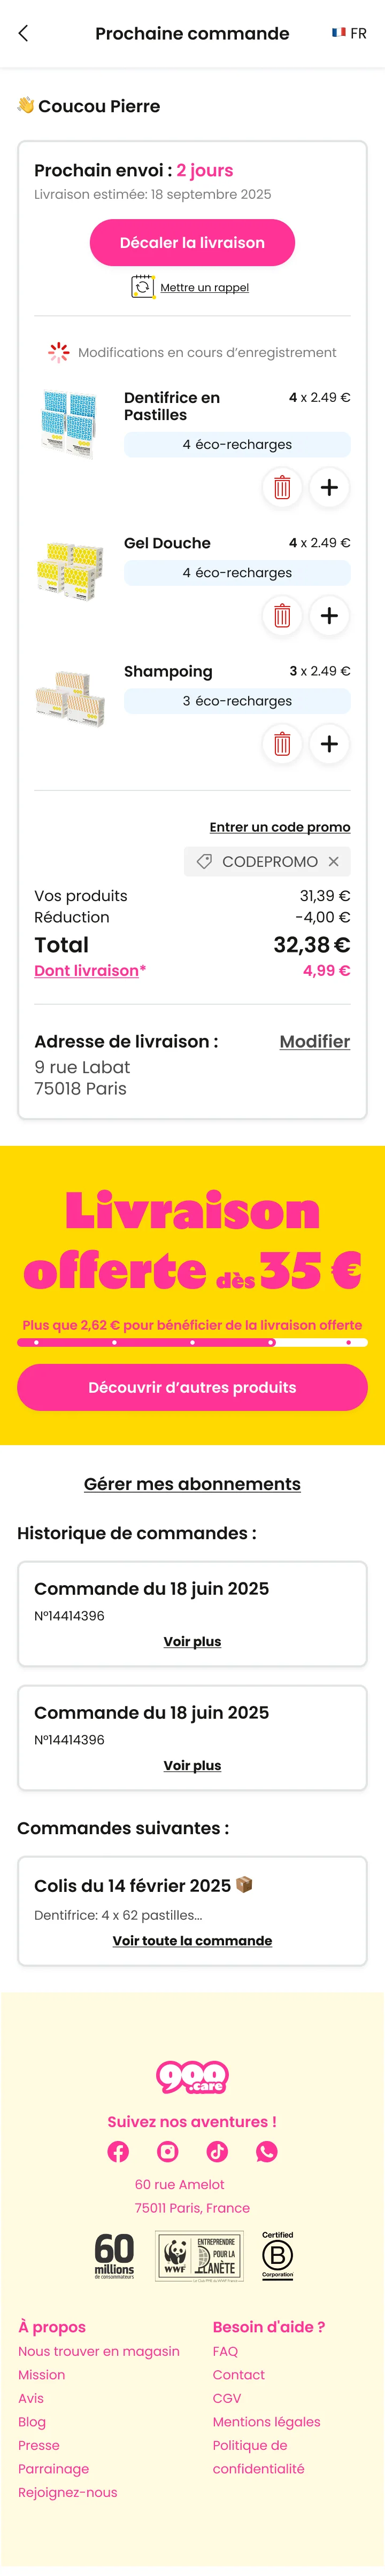 Prochaine commande
FR
Coucou Pierre
Prochain envoi : 2 jours
Livraison estimée: 18 septembre 2025
Décaler la livraison
Mettre un rappel
Modifications en cours d'enregistrement
Dentifrice en
Pastilles
4 x 2.49 €
4 éco-recharges
Gel Douche
4 x 2.49 €
4 éco-recharges
Shampoing
3 x 2.49 €
3 éco-recharges
Entrer un code promo
CODEPROMO
Vos produits 31,39 €
Réduction -4,00 €
Total 32,38 €
Dont livraison* 4,99 €
Adresse de livraison : Modifier
9 rue Labat
75018 Paris
Livraison
offerte dès 35 €
Plus que 2,62 € pour bénéficier de la livraison offerte
Découvrir d'autres produits
Gérer mes abonnements
Historique de commandes :
Commande du 18 juin 2025
N°14414396
Voir plus
Commande du 18 juin 2025
N°14414396
Voir plus
Commandes suivantes :
Colis du 14 février 2025
Dentifrice: 4 x 62 pastilles...
Voir toute la commande
900
.care
Suivez nos aventures !
60 rue Amelot
75011 Paris, France
60
millions
de consommateurs
WWF
ENTREPRENDRE
POUR LA
PLANÈTE
Certified
B
Corporation
À propos
Nous trouver en magasin
Mission
Avis
Blog
Presse
Parrainage
Rejoignez-nous
Besoin d'aide ?
FAQ
Contact
CGV
Mentions légales
Politique de
confidentialité